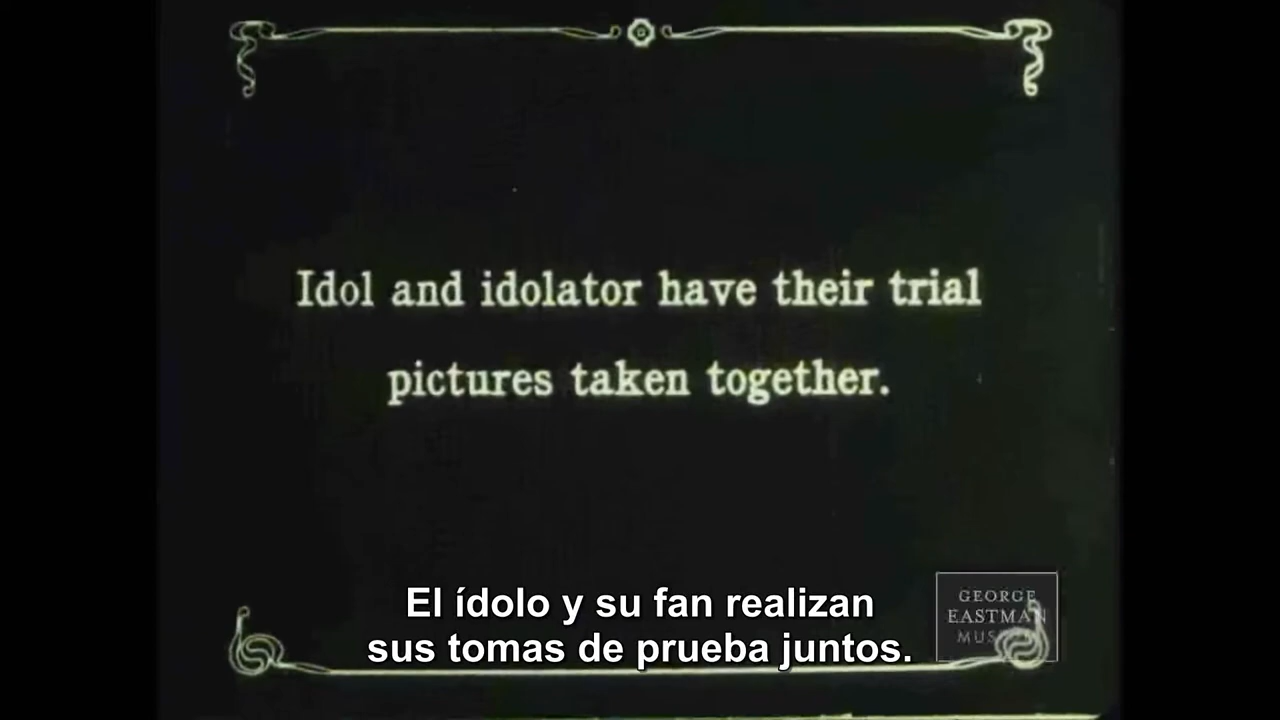 Idol and idolator have their trial
pictures taken together.
El ídolo y su fan realizan
sus tomas de prueba juntos.
GEORGE
EASTMAN
MUSEUM